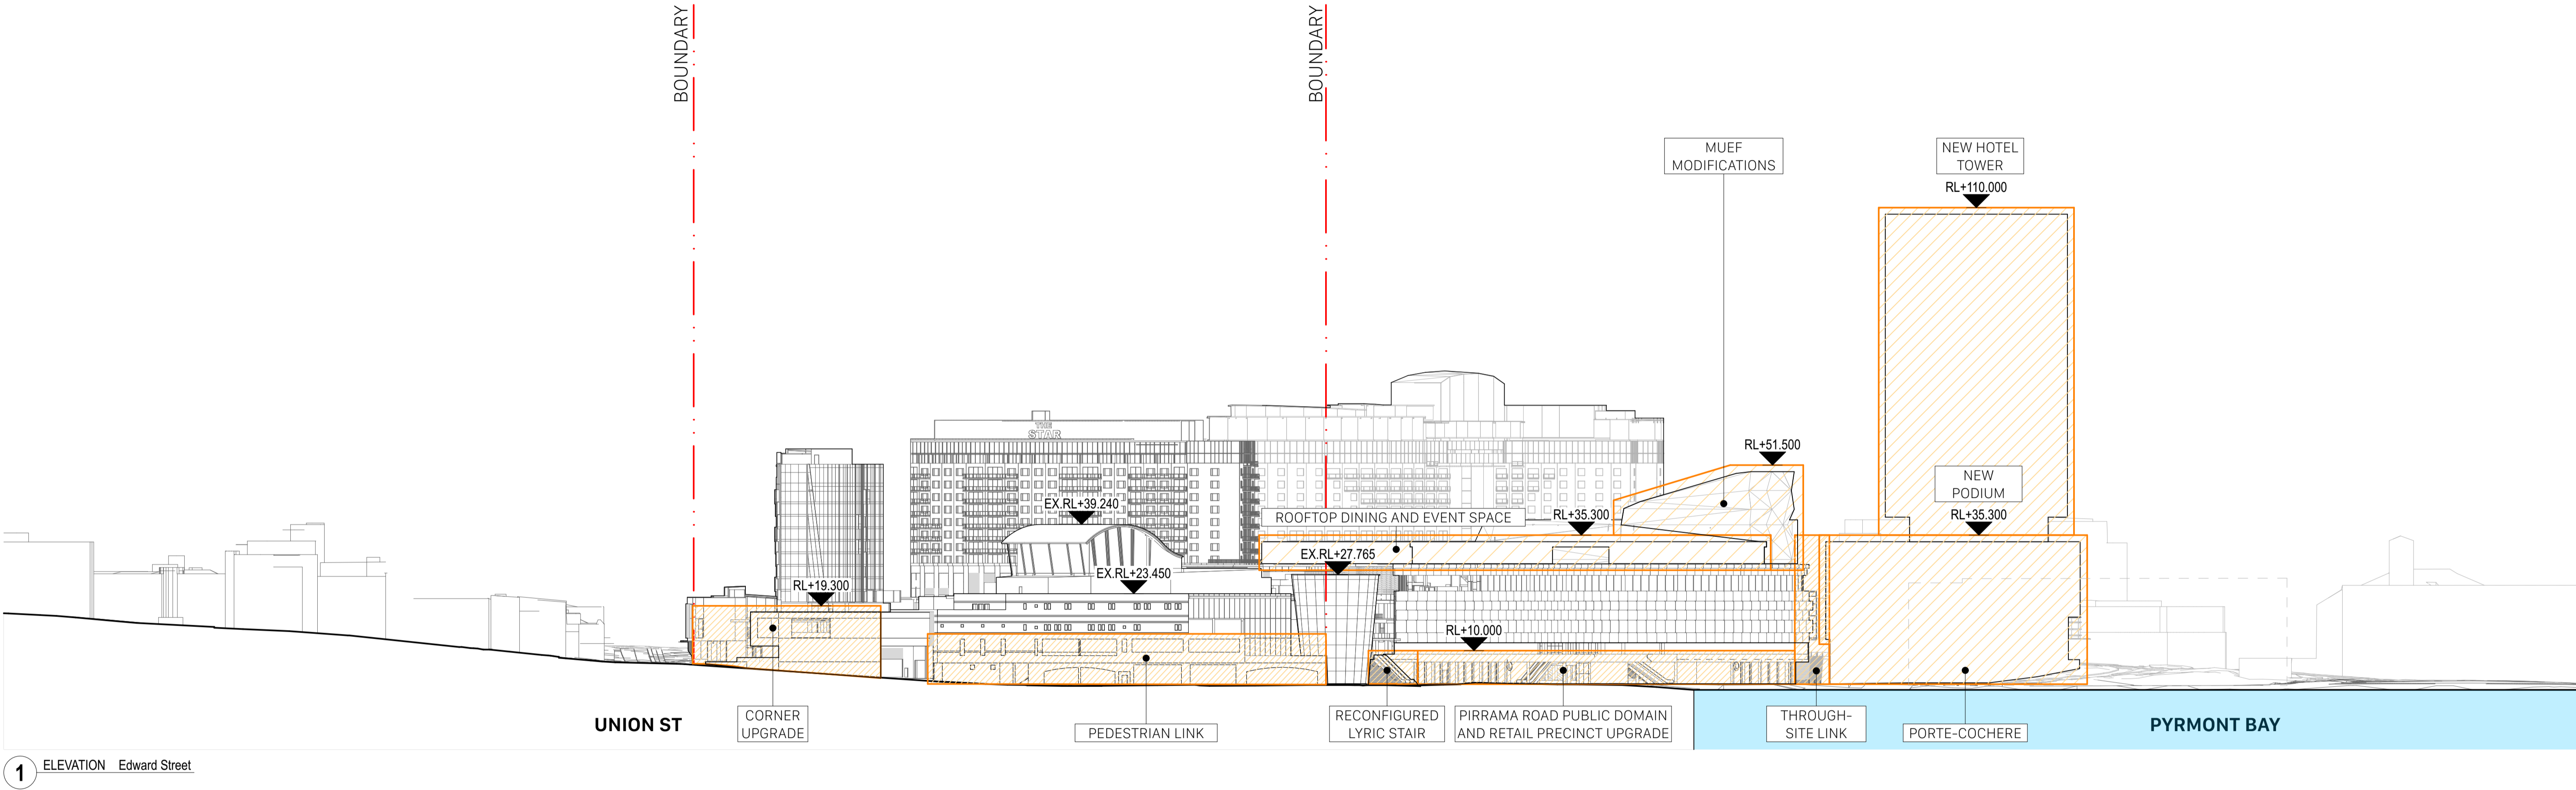 BOUNDARY
BOUNDARY
MUEF
MODIFICATIONS
NEW HOTEL
TOWER
RL+110.000
THE
STAR
RL+51.500
NEW
PODIUM
EX.RL+39.240
ROOFTOP DINING AND EVENT SPACE
RL+35.300
RL+35.300
EX.RL+27.765
EX.RL+23.450
RL+19.300
RL+10.000
UNION ST
CORNER
UPGRADE
PEDESTRIAN LINK
RECONFIGURED
LYRIC STAIR
PIRRAMA ROAD PUBLIC DOMAIN
AND RETAIL PRECINCT UPGRADE
THROUGH-
SITE LINK
PORTE-COCHERE
PYRMONT BAY
1 ELEVATION Edward Street